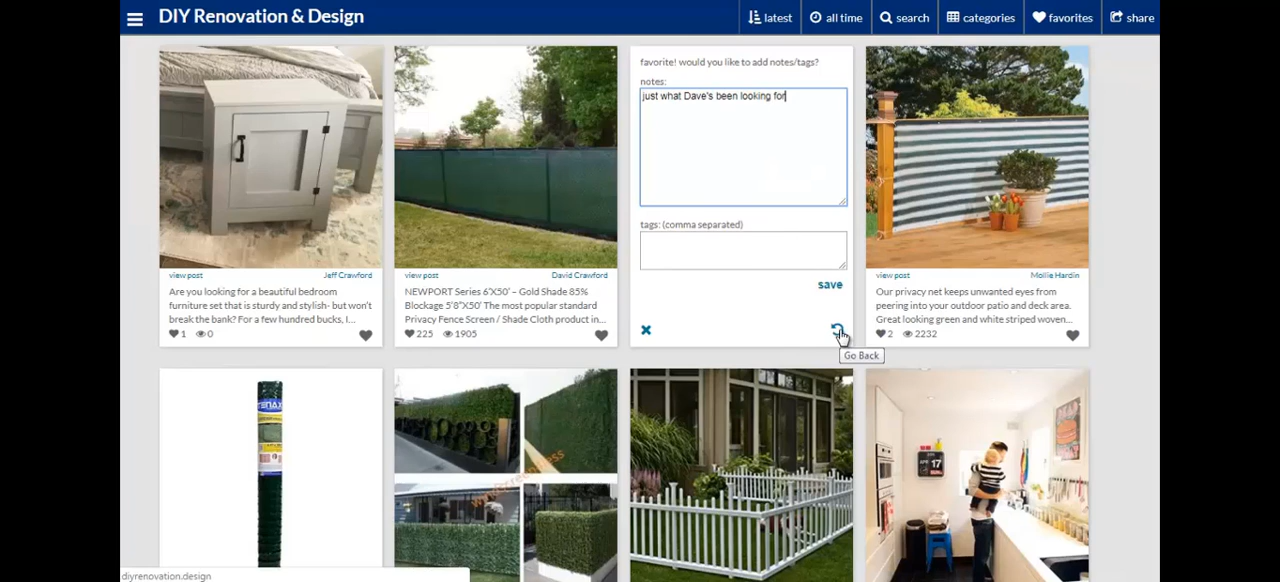 DIY Renovation & Design
latest
all time
search
categories
favorites
share
view post
Jeff Crawford
Are you looking for a beautiful bedroom
furniture set that is sturdy and stylish- but won't
break the bank? For a few hundred bucks, I...
1
0
view post
David Crawford
NEWPORT Series 6'X50' – Gold Shade 85%
Blockage 5'8"X50' The most popular standard
Privacy Fence Screen / Shade Cloth product in...
225
1905
favorite! would you like to add notes/tags?
notes:
just what Dave's been looking for
tags: (comma separated)
save
Go Back
view post
Mollie Hardin
Our privacy net keeps unwanted eyes from
peering into your outdoor patio and deck area.
Great looking green and white striped woven...
2
2232
TENAX
APR
17
diyrenovation.design